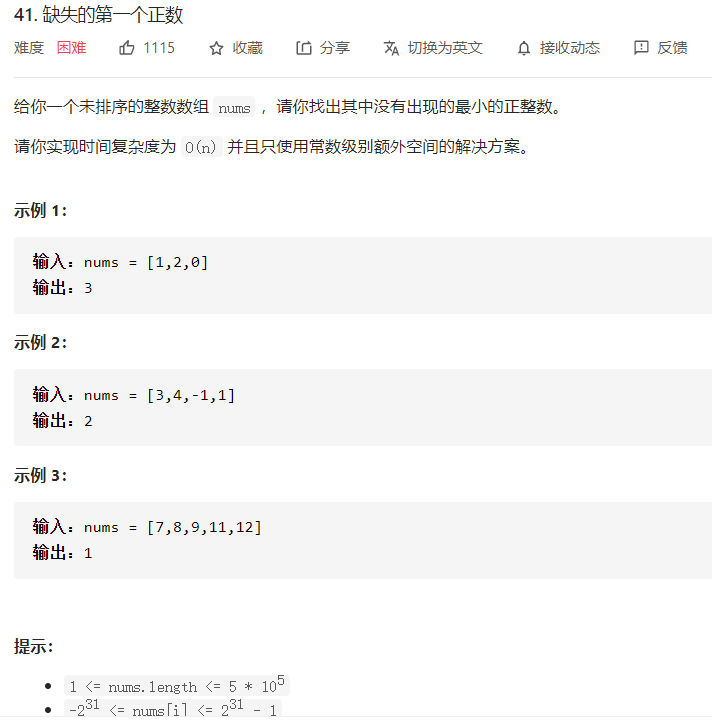 41. 缺失的第一个正数
难度 困难 1115 收藏 分享 切换为英文 接收动态 反馈
给你一个未排序的整数数组 nums ，请你找出其中没有出现的最小的正整数。
请你实现时间复杂度为 O(n) 并且只使用常数级别额外空间的解决方案。
示例 1：
输入：nums = [1,2,0]
输出：3
示例 2：
输入：nums = [3,4,-1,1]
输出：2
示例 3：
输入：nums = [7,8,9,11,12]
输出：1
提示：
1 <= nums.length <= 5 * 10^5
-2^31 <= nums[i] <= 2^31 - 1